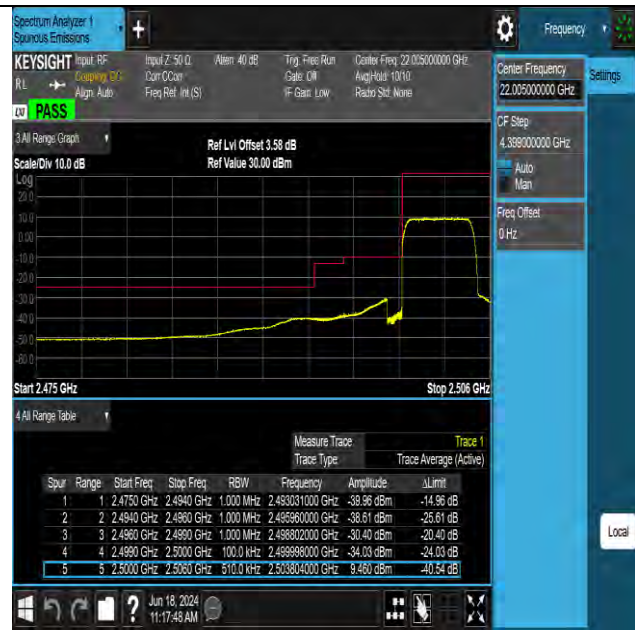 Spectrum Analyzer 1
Spurious Emissions
+
Frequency
KEYSIGHT Input: RF Input Z: 50 Ω Atten: 40 dB Trig: Free Run Center Freq: 22.005000000 GHz
RL Coupling: DC Corr CCorr Gate: Off Avg|Hold: 10/10
Align: Auto Freq Ref: Int (S) IF Gain: Low Radio Std: None
LXI PASS
Center Frequency
22.005000000 GHz
Settings
CF Step
4.399000000 GHz
Auto
Man
Freq Offset
0 Hz
3 All Range Graph
Ref Lvl Offset 3.58 dB
Scale/Div 10.0 dB Ref Value 30.00 dBm
Log
20.0
10.0
0.00
-10.0
-20.0
-30.0
-40.0
-50.0
-60.0
Start 2.475 GHz Stop 2.506 GHz
4 All Range Table
Measure Trace Trace 1
Trace Type Trace Average (Active)
Spur Range Start Freq Stop Freq RBW Frequency Amplitude ΔLimit
1 1 2.4750 GHz 2.4940 GHz 1.000 MHz 2.493031000 GHz -39.96 dBm -14.96 dB
2 2 2.4940 GHz 2.4960 GHz 1.000 MHz 2.495960000 GHz -38.61 dBm -25.61 dB
3 3 2.4960 GHz 2.4990 GHz 1.000 MHz 2.498802000 GHz -30.40 dBm -20.40 dB
4 4 2.4990 GHz 2.5000 GHz 100.0 kHz 2.499998000 GHz -34.03 dBm -24.03 dB
5 5 2.5000 GHz 2.5060 GHz 510.0 kHz 2.503804000 GHz 9.460 dBm -40.54 dB
Local
? Jun 18, 2024
11:17:48 AM